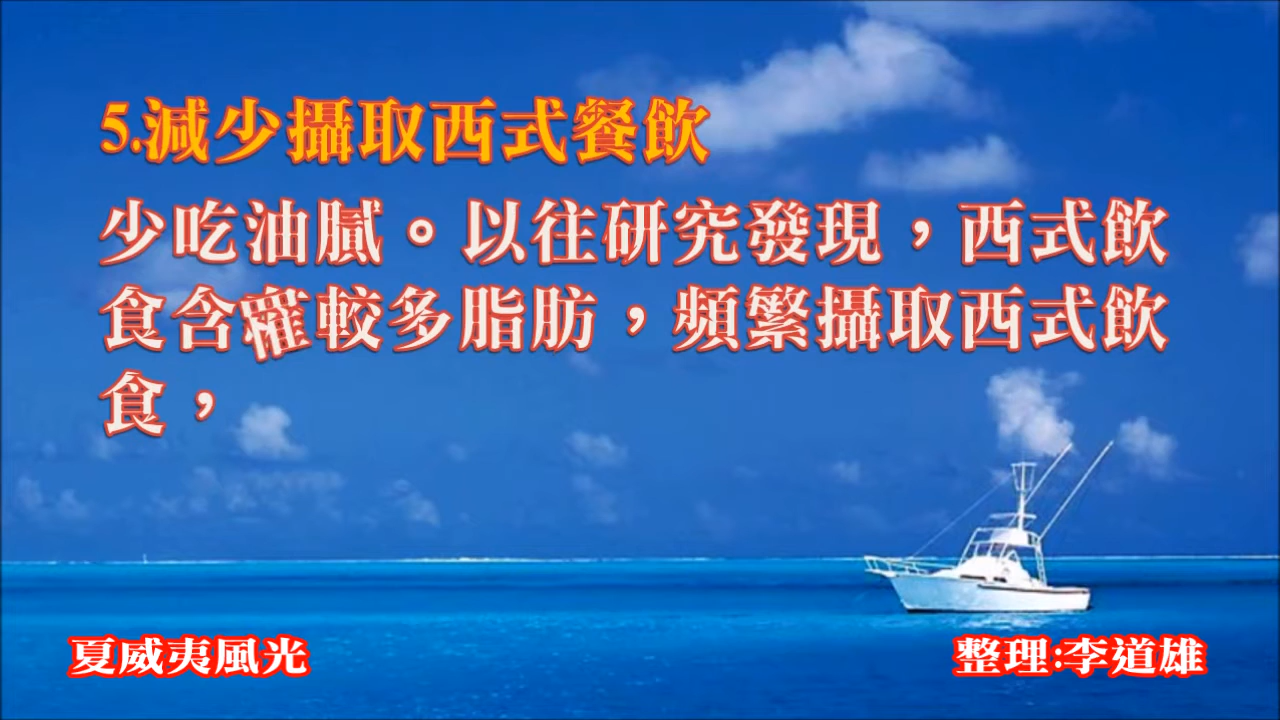 5.減少攝取西式餐飲
少吃油膩。以往研究發現，西式飲
食含較多脂肪，頻繁攝取西式飲
食，
夏威夷風光
整理:李道雄